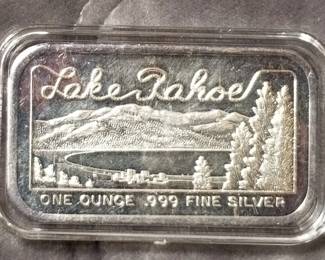 Lake Tahoe
ONE OUNCE .999 FINE SILVER